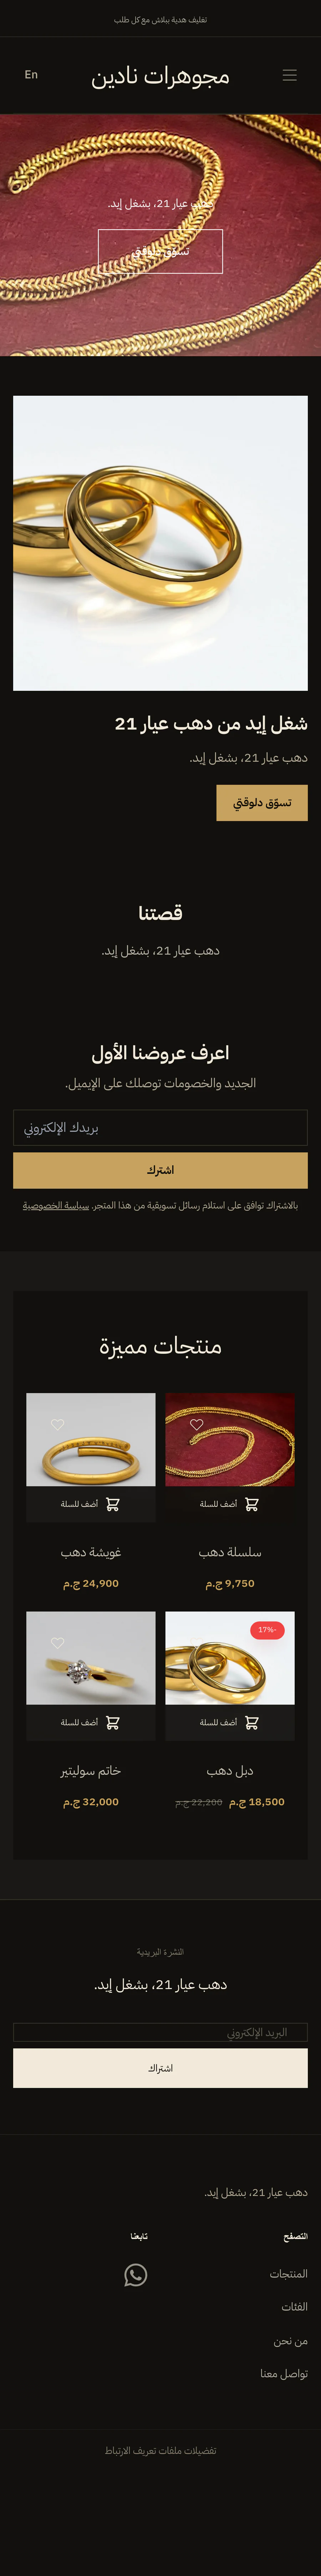 تغليف هدية ببلاش مع كل طلب
مجوهرات نادين
En
دهب عيار 21، بشغل إيد.
تسوّق دلوقتي
شغل إيد من دهب عيار 21
دهب عيار 21، بشغل إيد.
تسوّق دلوقتي
قصتنا
دهب عيار 21، بشغل إيد.
اعرف عروضنا الأول
الجديد والخصومات توصلك على الإيميل.
بريدك الإلكتروني
اشترك
بالاشتراك توافق على استلام رسائل تسويقية من هذا المتجر. سياسة الخصوصية
منتجات مميزة
أضف للسلة
أضف للسلة
سلسلة دهب
غويشة دهب
9,750 ج.م
24,900 ج.م
-17%
أضف للسلة
أضف للسلة
دبل دهب
خاتم سوليتير
18,500 ج.م 22,200 ج.م
32,000 ج.م
النشرة البريدية
دهب عيار 21، بشغل إيد.
البريد الإلكتروني
اشتراك
دهب عيار 21، بشغل إيد.
التصفح
تابعنا
المنتجات
الفئات
من نحن
تواصل معنا
تفضيلات ملفات تعريف الارتباط